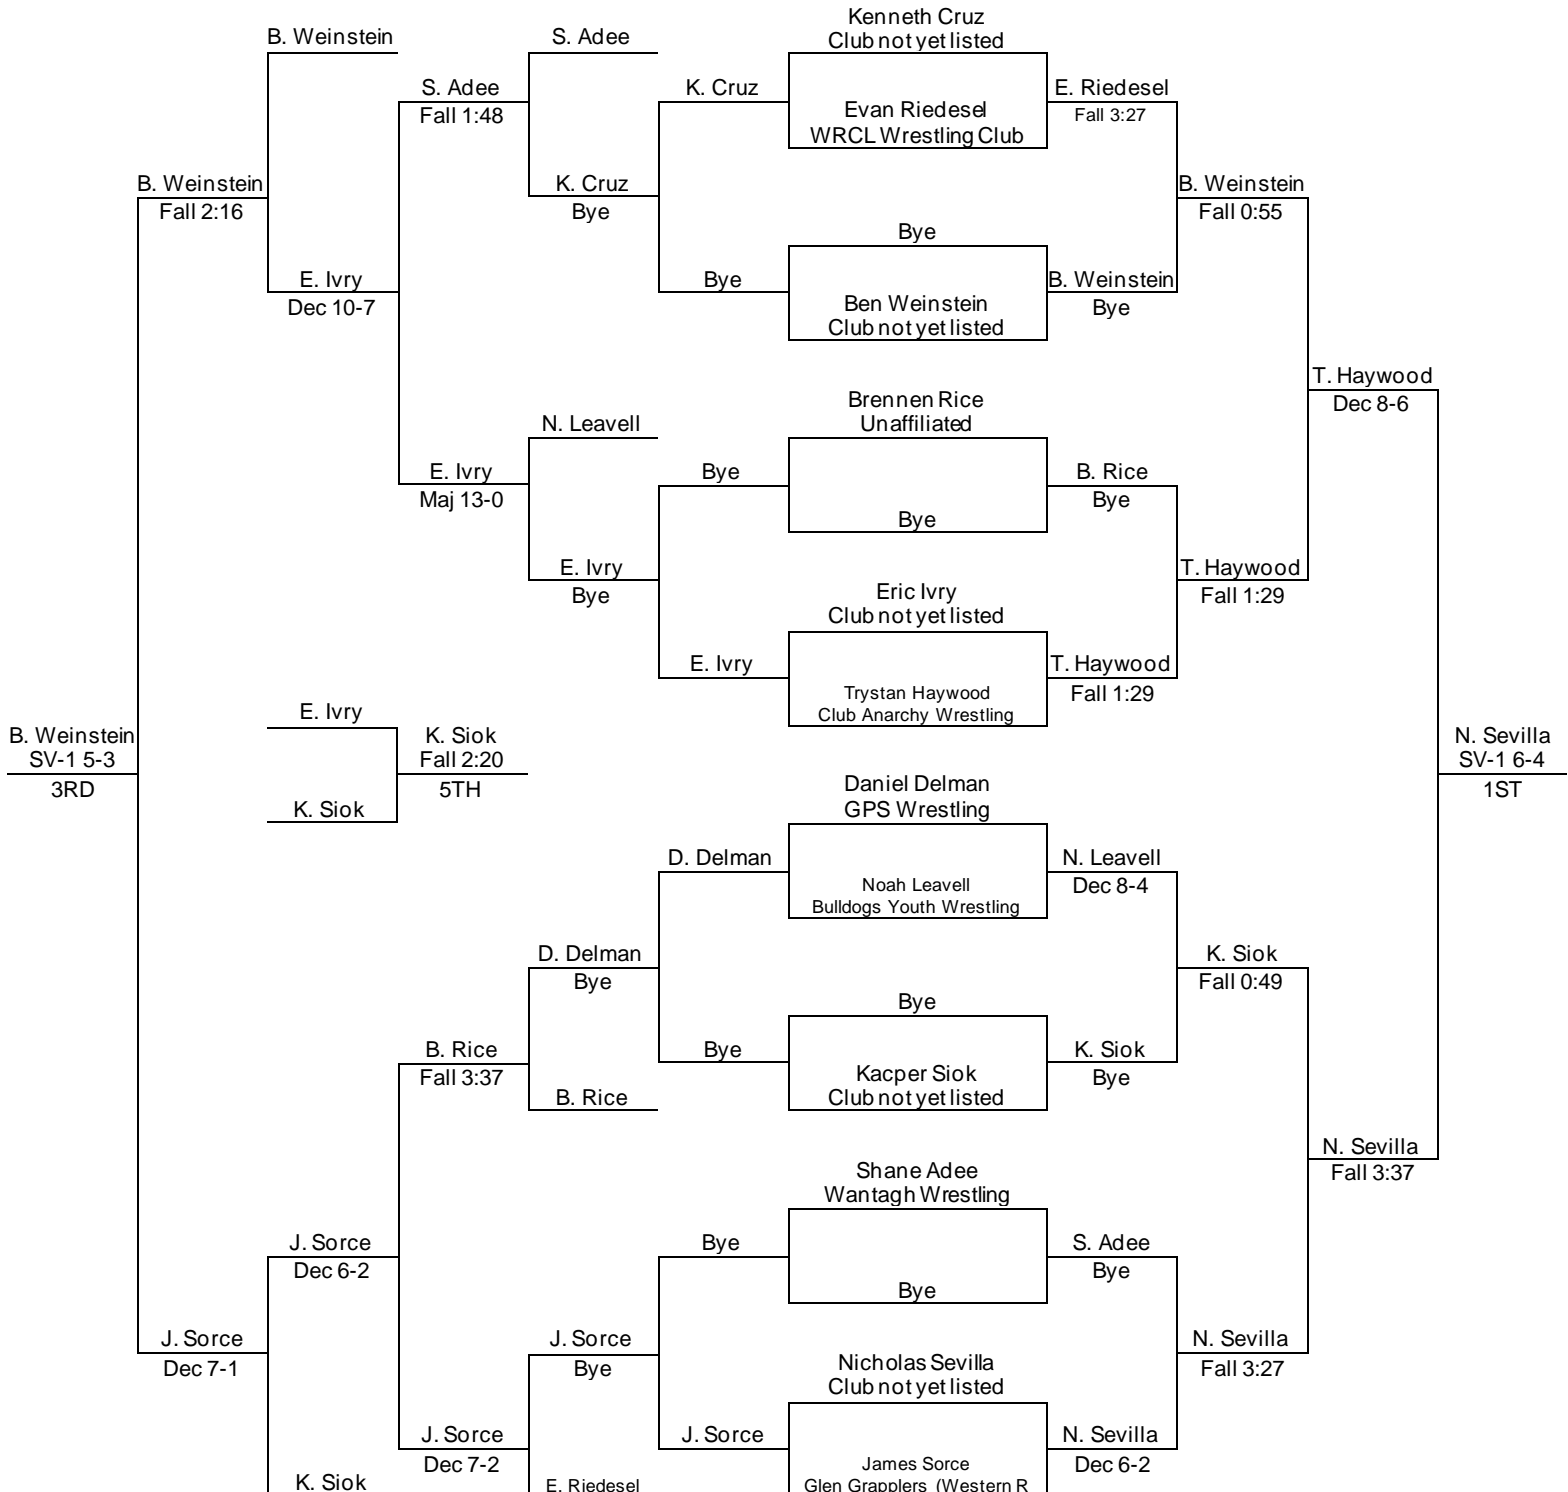 Kenneth Cruz
Club not yet listed
B. Weinstein
S. Adee
S. Adee
Fall 1:48
K. Cruz
Evan Riedesel
WRCL Wrestling Club
E. Riedesel
Fall 3:27
B. Weinstein
Fall 2:16
K. Cruz
Bye
B. Weinstein
Fall 0:55
Bye
E. Ivry
Dec 10-7
Bye
Ben Weinstein
Club not yet listed
B. Weinstein
Bye
T. Haywood
Dec 8-6
Brennen Rice
Unaffiliated
N. Leavell
E. Ivry
Maj 13-0
Bye
B. Rice
Bye
Bye
E. Ivry
Bye
T. Haywood
Fall 1:29
Eric Ivry
Club not yet listed
E. Ivry
Trystan Haywood
Club Anarchy Wrestling
T. Haywood
Fall 1:29
E. Ivry
B. Weinstein
SV-1 5-3
3RD
K. Siok
Fall 2:20
5TH
N. Sevilla
SV-1 6-4
1ST
K. Siok
Daniel Delman
GPS Wrestling
D. Delman
Noah Leavell
Bulldogs Youth Wrestling
N. Leavell
Dec 8-4
D. Delman
Bye
K. Siok
Fall 0:49
Bye
B. Rice
Fall 3:37
Bye
Kacper Siok
Club not yet listed
K. Siok
Bye
B. Rice
N. Sevilla
Fall 3:37
Shane Adee
Wantagh Wrestling
J. Sorce
Dec 6-2
Bye
S. Adee
Bye
Bye
J. Sorce
Dec 7-1
J. Sorce
Bye
N. Sevilla
Fall 3:27
Nicholas Sevilla
Club not yet listed
J. Sorce
Dec 7-2
J. Sorce
James Sorce
Glen Grapplers (Western R
N. Sevilla
Dec 6-2
K. Siok
E. Riedesel